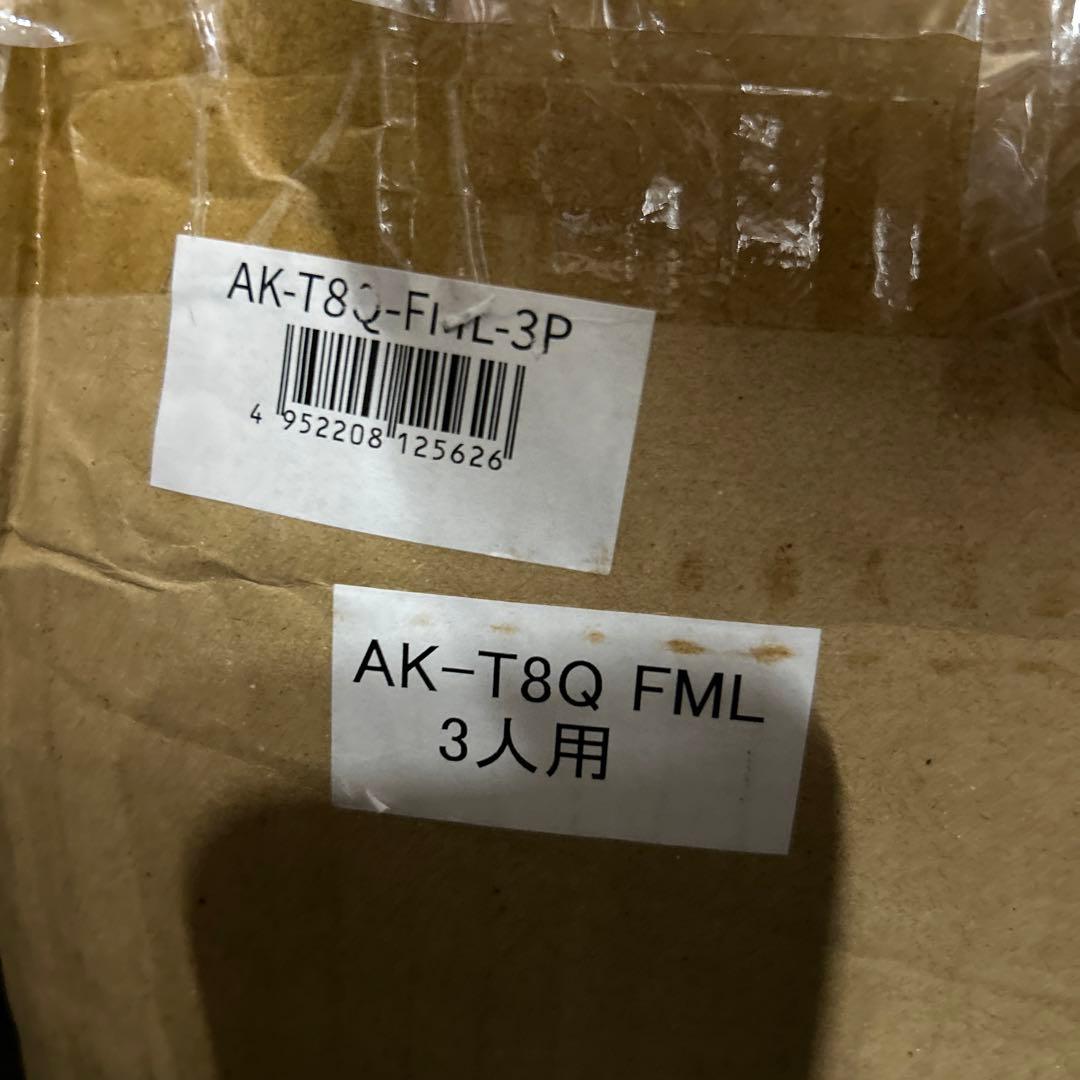 AK-T8Q-FML-3P
4 952208 125626
AK-T8Q FML
3人用